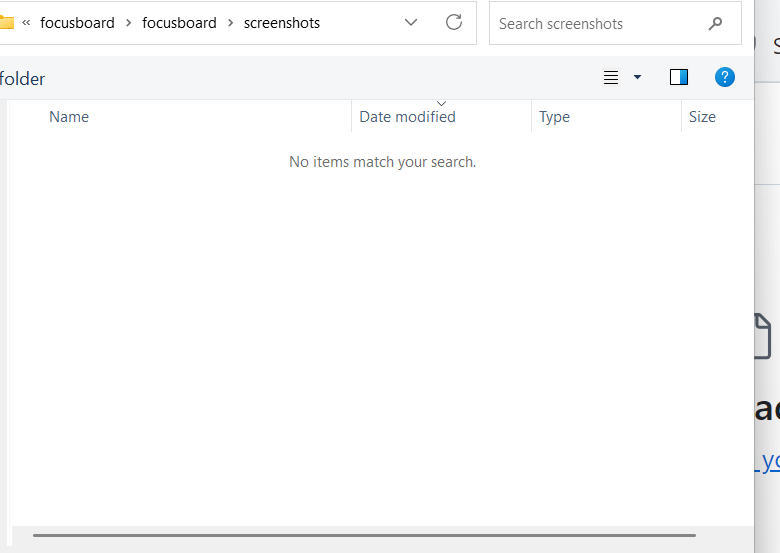 « focusboard > focusboard > screenshots
Search screenshots
folder
?
Name Date modified Type Size
No items match your search.